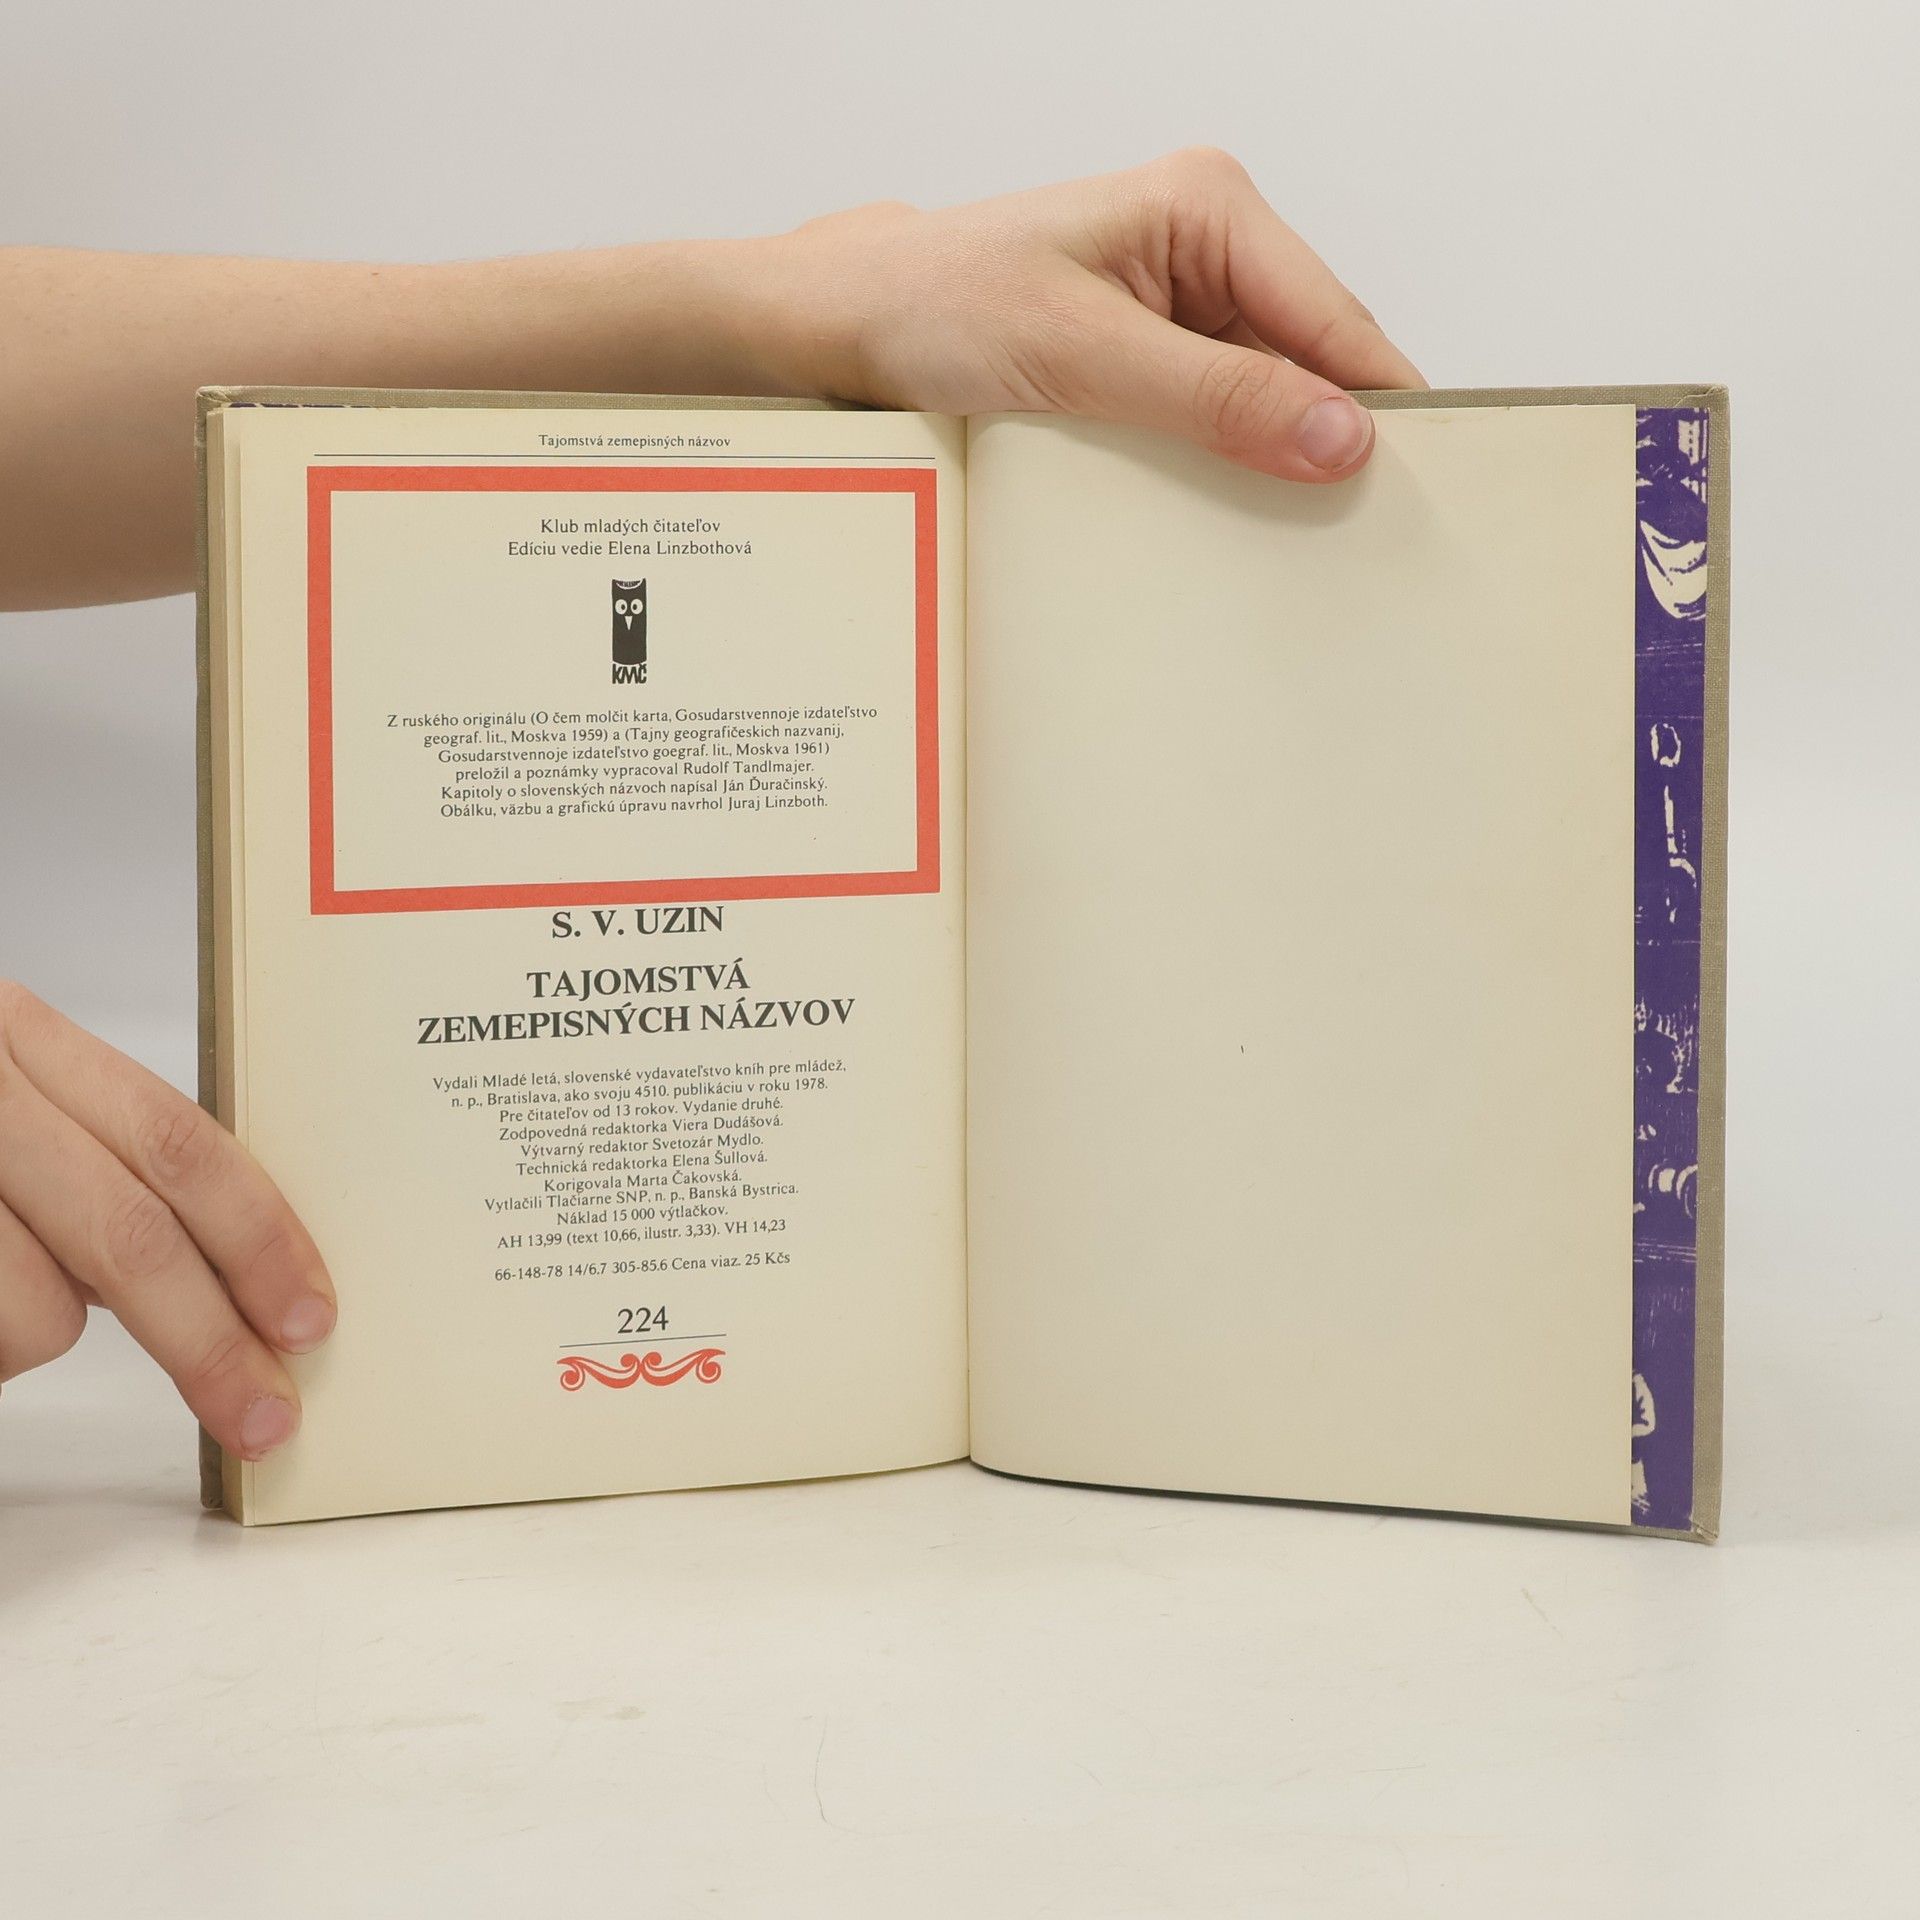 Tajomstvá zemepisných názvov
Klub mladých čitateľov
Edíciu vedie Elena Linzbothová
KMČ
Z ruského originálu (O čem molčit karta, Gosudarstvennoje izdateľstvo
geograf. lit., Moskva 1959) a (Tajny geografičeskich nazvanij,
Gosudarstvennoje izdateľstvo goegraf. lit., Moskva 1961)
preložil a poznámky vypracoval Rudolf Tandlmajer.
Kapitoly o slovenských názvoch napísal Ján Ďuračinský.
Obálku, väzbu a grafickú úpravu navrhol Juraj Linzboth.
S. V. UZIN
TAJOMSTVÁ
ZEMEPISNÝCH NÁZVOV
Vydali Mladé letá, slovenské vydavateľstvo kníh pre mládež,
n. p., Bratislava, ako svoju 4510. publikáciu v roku 1978.
Pre čitateľov od 13 rokov. Vydanie druhé.
Zodpovedná redaktorka Viera Dudášová.
Výtvarný redaktor Svetozár Mydlo.
Technická redaktorka Elena Šullová.
Korigovala Marta Čakovská.
Vytlačili Tlačiarne SNP, n. p., Banská Bystrica.
Náklad 15 000 výtlačkov.
AH 13,99 (text 10,66, ilustr. 3,33). VH 14,23
66-148-78 14/6.7 305-85.6 Cena viaz. 25 Kčs
224